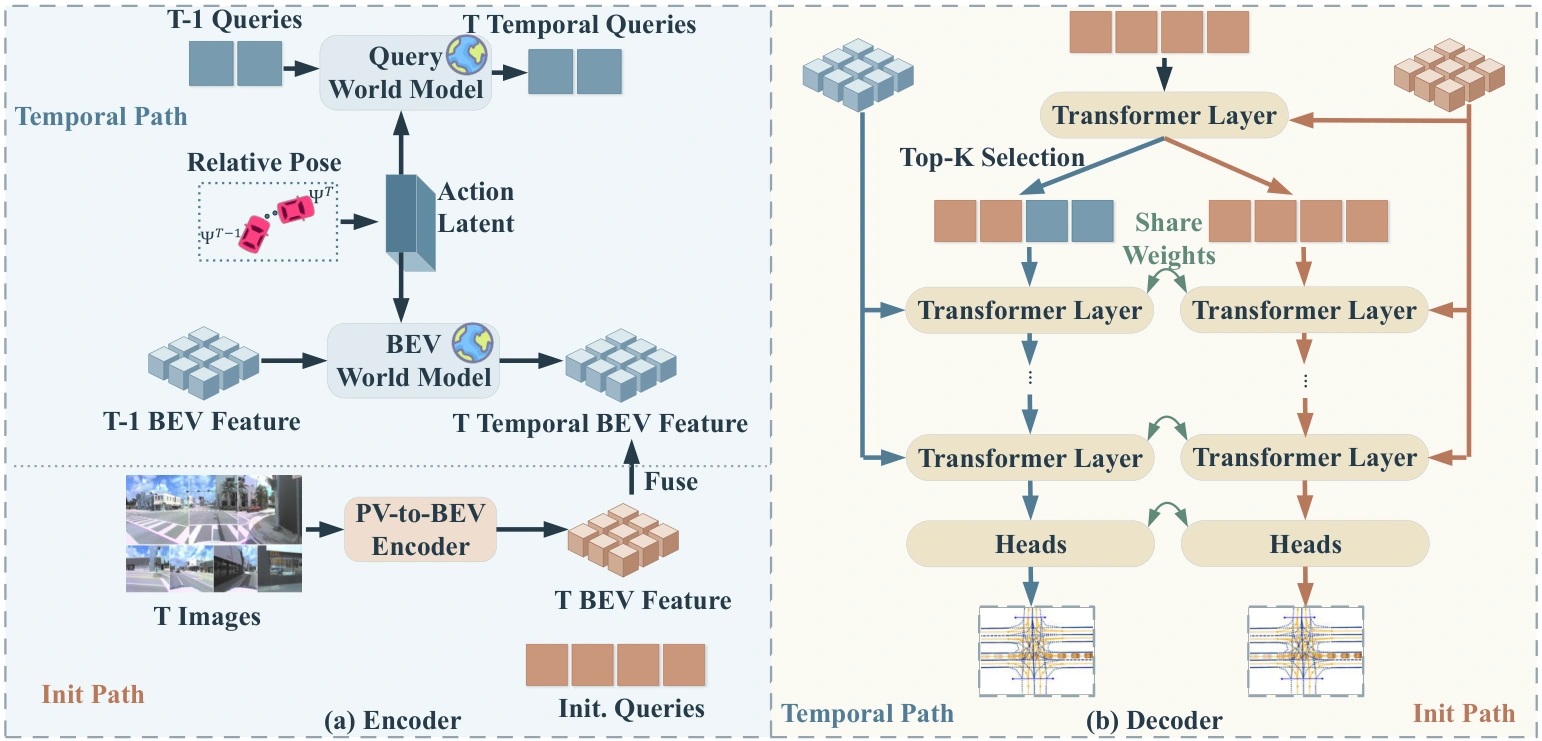 T-1 Queries
T Temporal Queries
Query
World Model
Temporal Path
Relative Pose
Ψ^T
Ψ^{T-1}
Action
Latent
BEV
World Model
T-1 BEV Feature
T Temporal BEV Feature
Fuse
PV-to-BEV
Encoder
T Images
T BEV Feature
Init Path
Init. Queries
(a) Encoder
Transformer Layer
Top-K Selection
Share
Weights
Transformer Layer
Transformer Layer
...
...
Transformer Layer
Transformer Layer
Heads
Heads
Temporal Path
(b) Decoder
Init Path